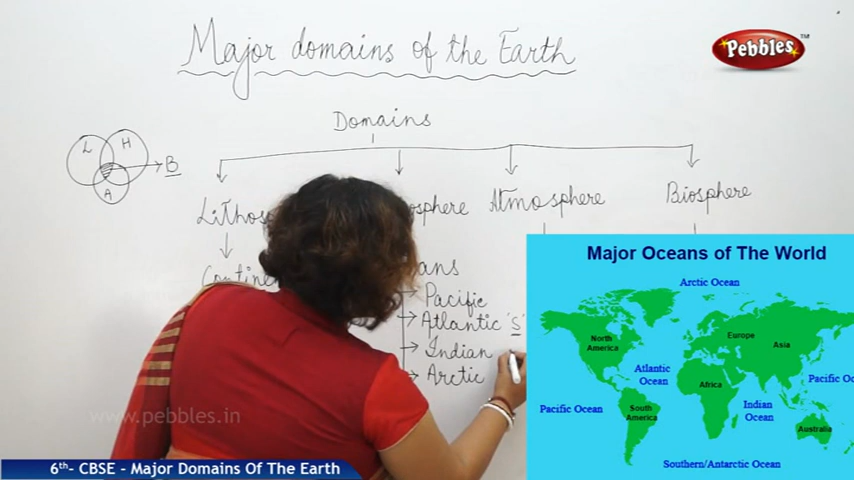 Major domains of the Earth
Pebbles™
Domains
L
H
B
A
Atmosphere
Biosphere
Pacific
Atlantic 'S'
Indian
Arctic
Major Oceans of The World
Arctic Ocean
North
America
Europe
Asia
Atlantic
Ocean
Africa
Pacific Ocean
Indian
Ocean
South
America
Australia
Southern/Antarctic Ocean
www.pebbles.in
6th- CBSE - Major Domains Of The Earth